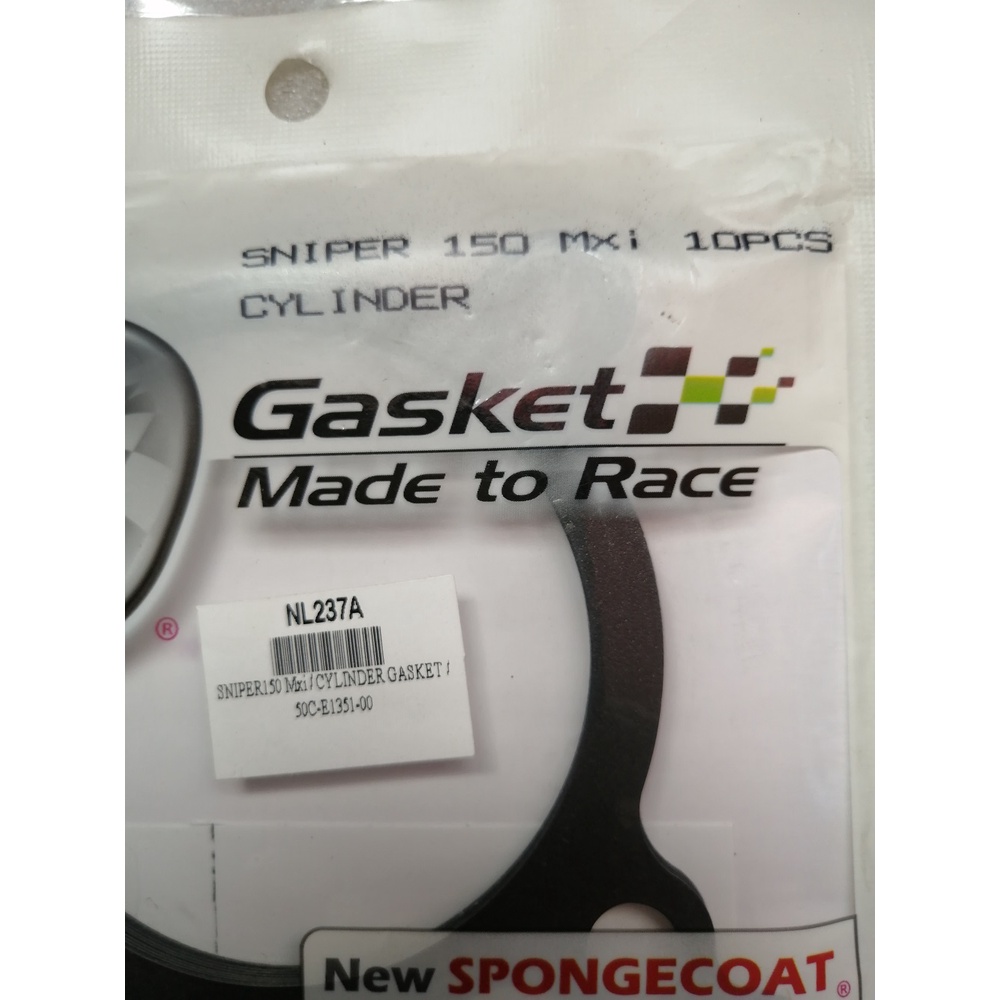 SNIPER 150 Mxi 10PCS
CYLINDER
Gasket
Made to Race
®
NL237A
SNIPER150 Mxi / CYLINDER GASKET /
50C-E1351-00
New SPONGECOAT®